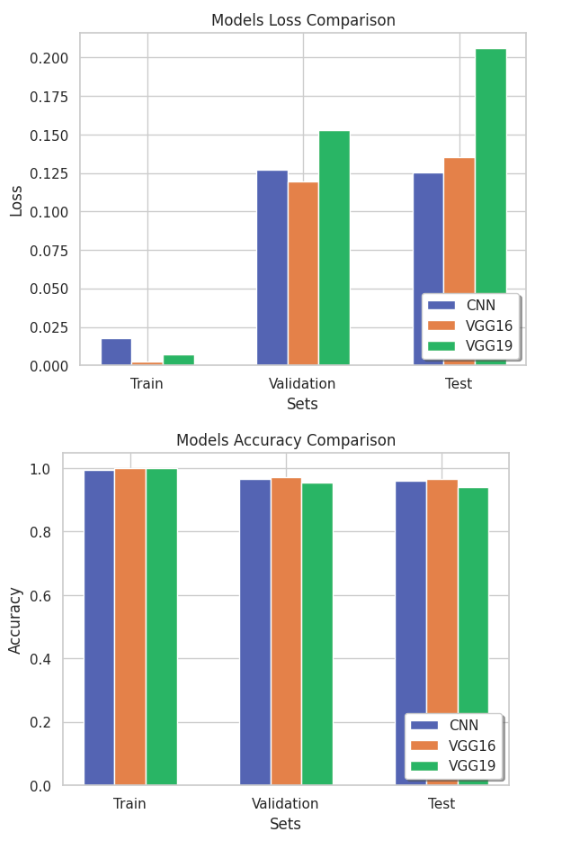 Models Loss Comparison
0.200
0.175
0.150
0.125
0.100
0.075
0.050
0.025
0.000
Loss
CNN
VGG16
VGG19
Train Validation Test
Sets
Models Accuracy Comparison
1.0
0.8
0.6
0.4
0.2
0.0
Accuracy
CNN
VGG16
VGG19
Train Validation Test
Sets